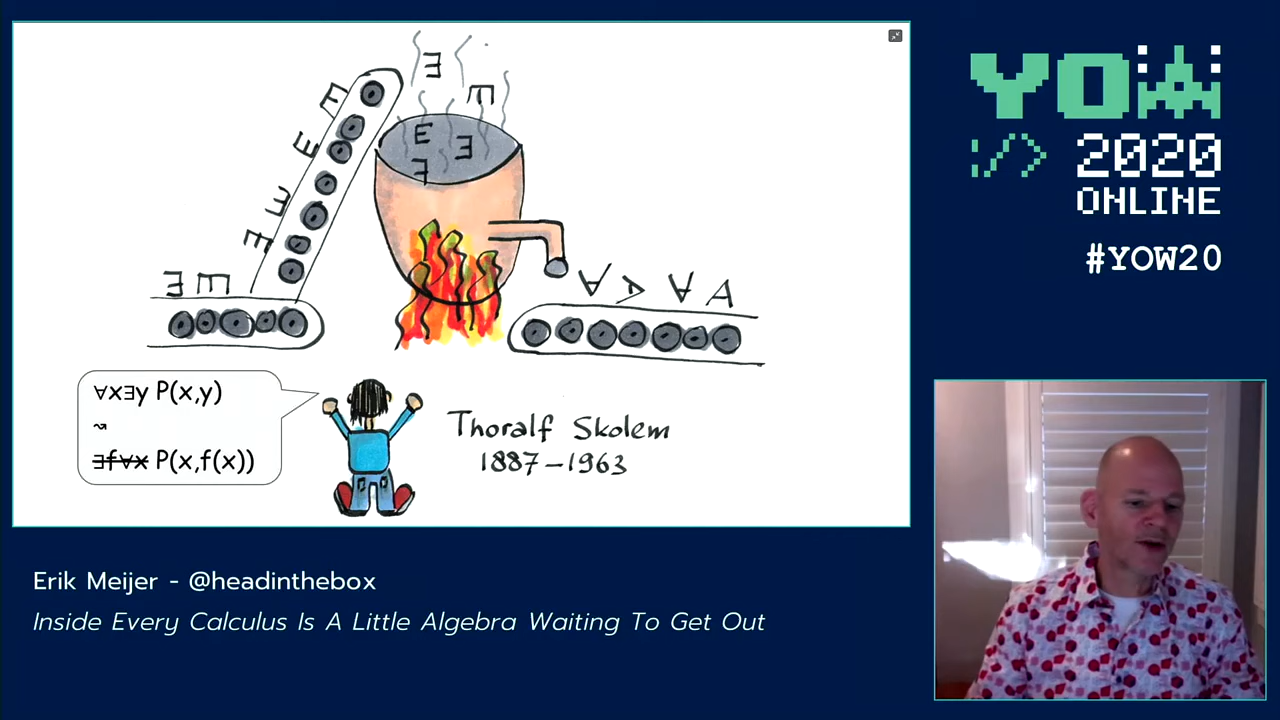 ∃
E
E ∃
E
∃
E
E
∃
∃
E
∃ E
∀ ∀ ∀ A
∀x∃y P(x,y)
↝
∃f∀x P(x,f(x))
Thoralf Skolem
1887–1963
YOW
:/> 2020
ONLINE
#YOW20
Erik Meijer - @headinthebox
Inside Every Calculus Is A Little Algebra Waiting To Get Out